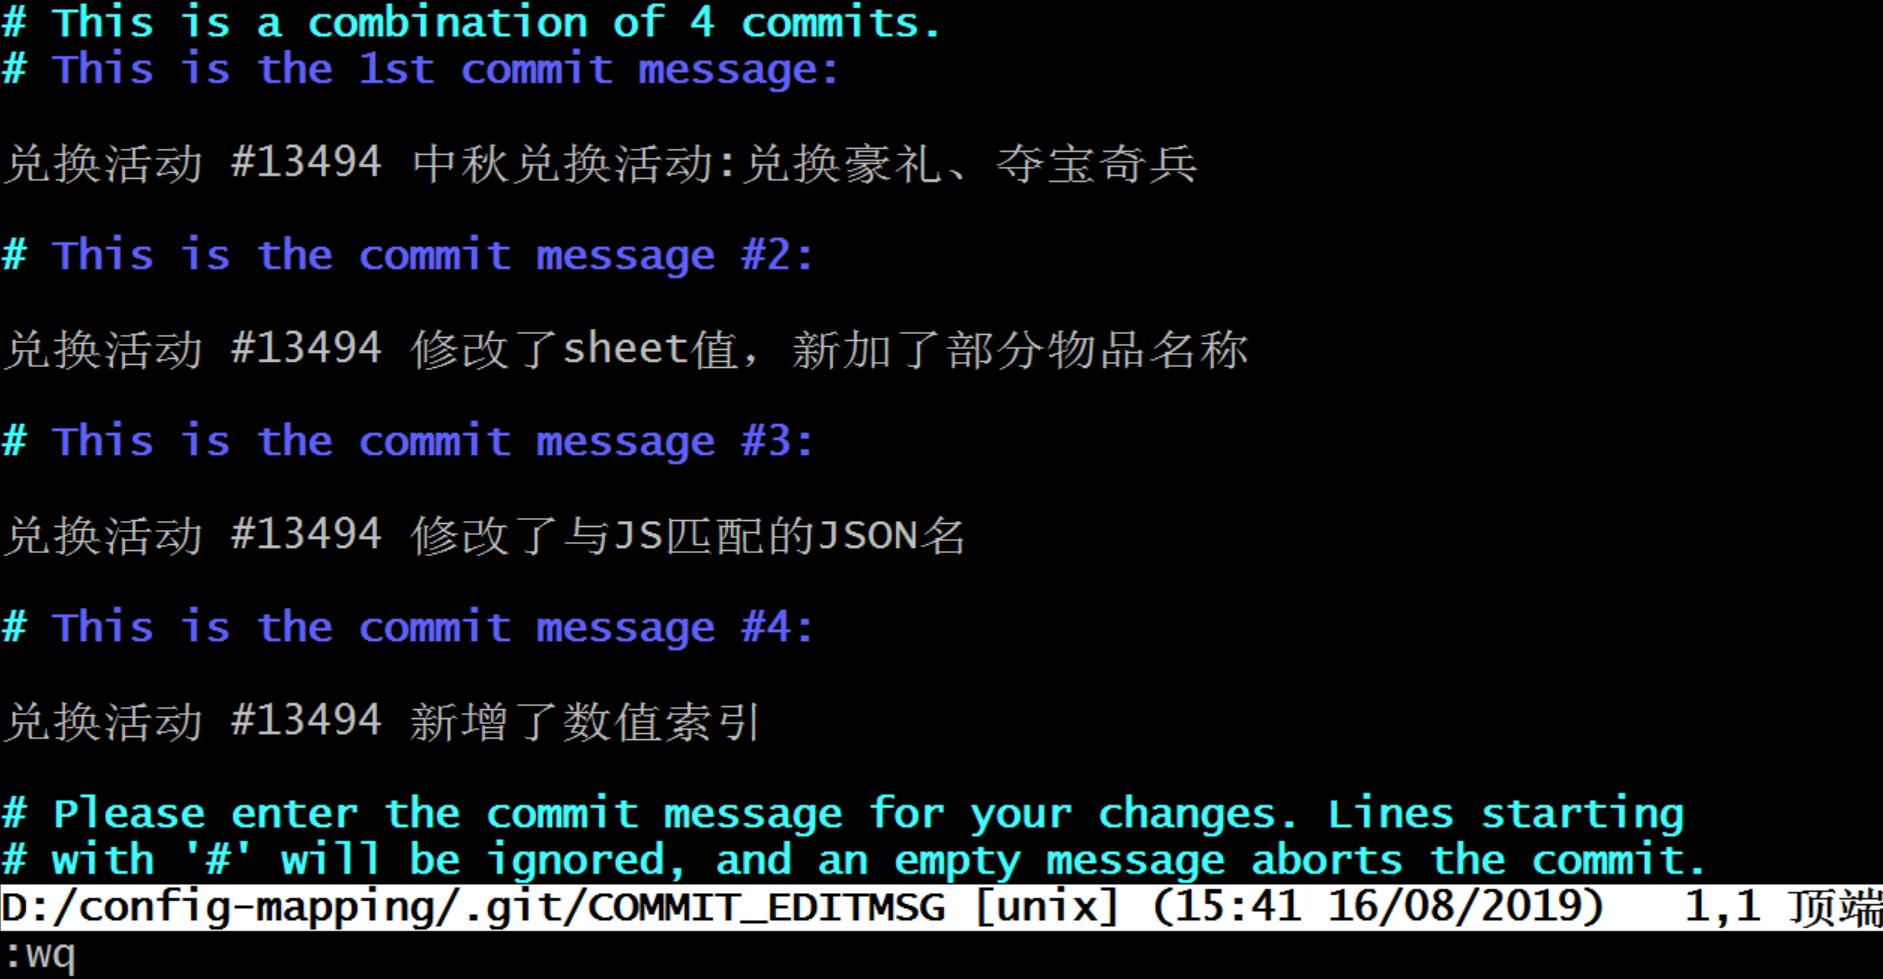 # This is a combination of 4 commits.
# This is the 1st commit message:
兑换活动 #13494 中秋兑换活动:兑换豪礼、夺宝奇兵
# This is the commit message #2:
兑换活动 #13494 修改了sheet值，新加了部分物品名称
# This is the commit message #3:
兑换活动 #13494 修改了与JS匹配的JSON名
# This is the commit message #4:
兑换活动 #13494 新增了数值索引
# Please enter the commit message for your changes. Lines starting
# with '#' will be ignored, and an empty message aborts the commit.
D:/config-mapping/.git/COMMIT_EDITMSG [unix] (15:41 16/08/2019) 1,1 顶端
:wq